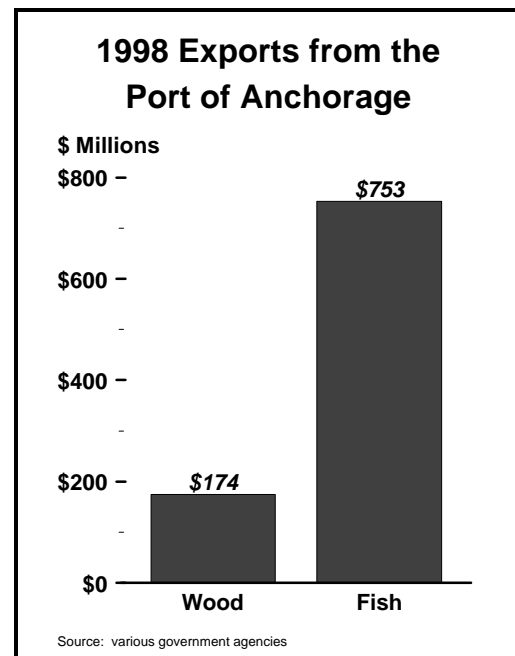 1998 Exports from the
Port of Anchorage
$ Millions
$800
$753
$600
$400
$200
$174
$0
Wood Fish
Source: various government agencies